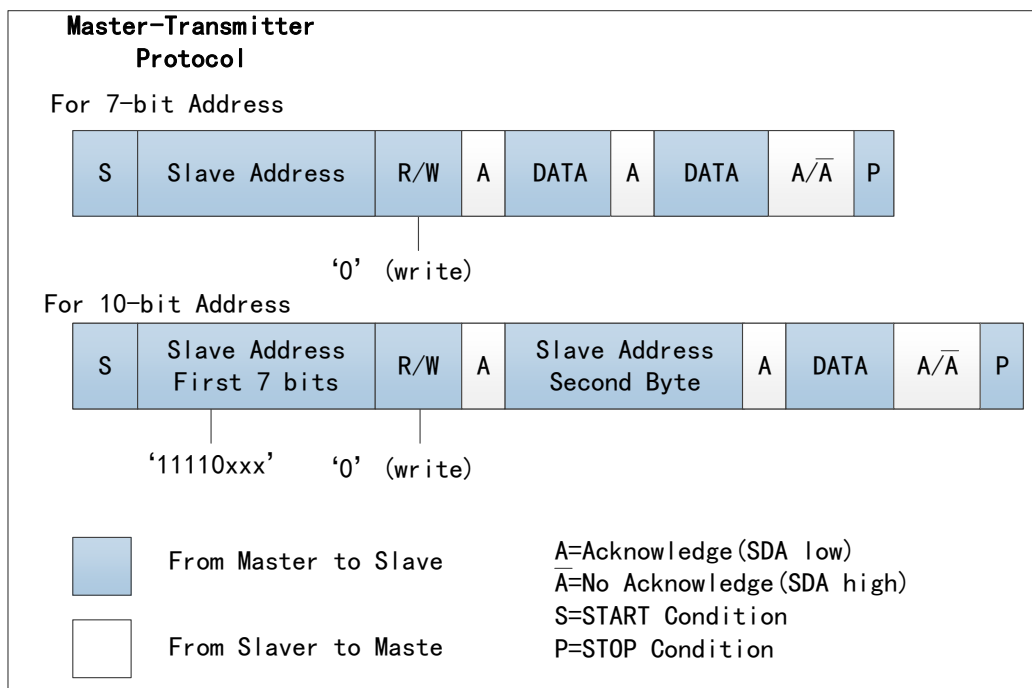 Master-Transmitter
Protocol
For 7-bit Address
S Slave Address R/W A DATA A DATA A/A̅ P
‘0’ (write)
For 10-bit Address
S Slave Address First 7 bits R/W A Slave Address Second Byte A DATA A/A̅ P
‘11110xxx’ ‘0’ (write)
From Master to Slave
From Slaver to Maste
A=Acknowledge(SDA low)
A̅=No Acknowledge(SDA high)
S=START Condition
P=STOP Condition